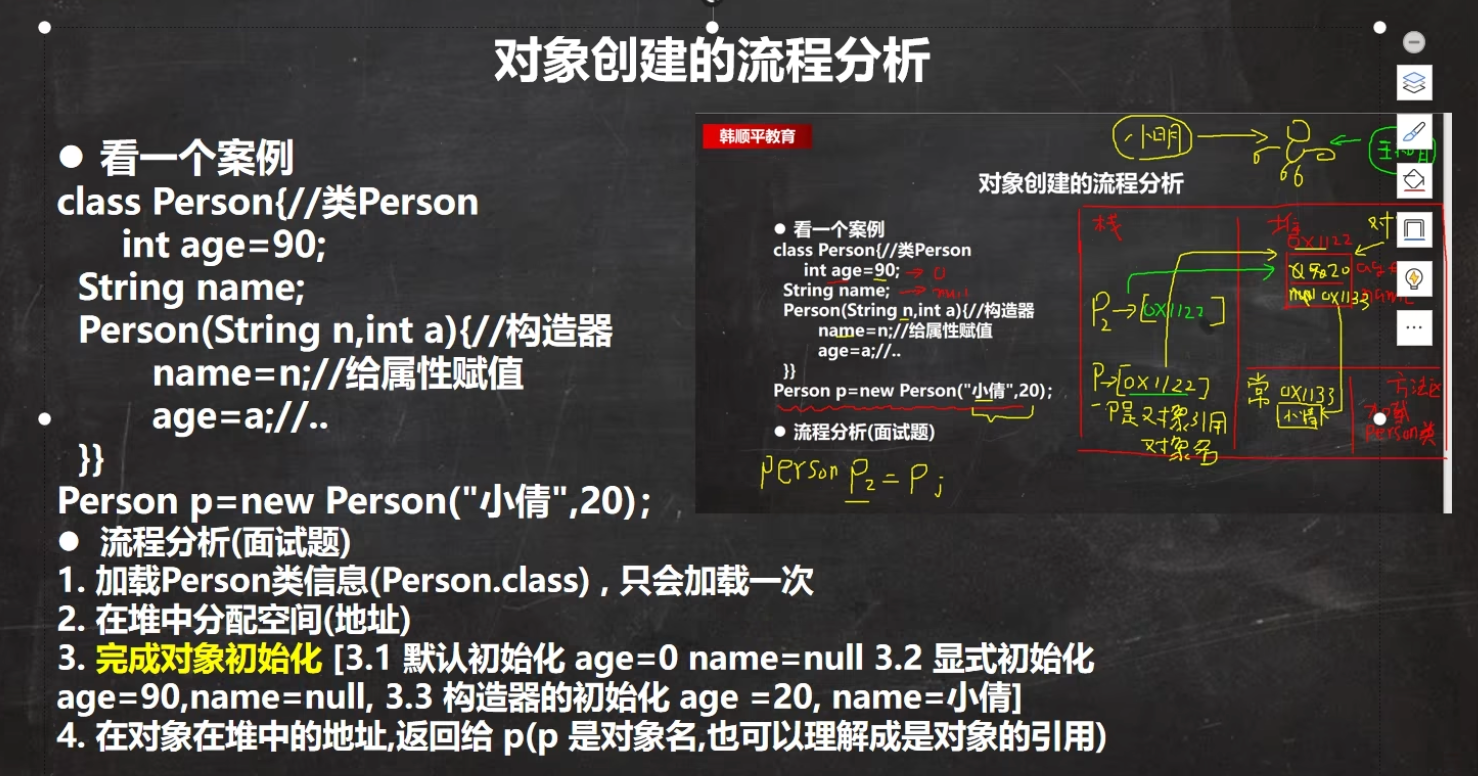 对象创建的流程分析
● 看一个案例
class Person{//类Person
int age=90;
String name;
Person(String n,int a){//构造器
name=n;//给属性赋值
age=a;//..
}}
Person p=new Person("小倩",20);
● 流程分析(面试题)
1. 加载Person类信息(Person.class)，只会加载一次
2. 在堆中分配空间(地址)
3. 完成对象初始化 [3.1 默认初始化 age=0 name=null 3.2 显式初始化
age=90,name=null, 3.3 构造器的初始化 age =20, name=小倩]
4. 在对象在堆中的地址,返回给 p(p 是对象名,也可以理解成是对象的引用)
韩顺平教育
对象创建的流程分析
● 看一个案例
class Person{//类Person
int age=90; → 0
String name; → null
Person(String n,int a){//构造器
name=n;//给属性赋值
age=a;//..
}}
Person p=new Person("小倩",20);
● 流程分析(面试题)
Person P2 = P;
小明
栈
堆
对
0X1122
20
null 0X1133
P2→[0X1122]
P→[0X1122]
P是对象引用
对象名
常 0X1133
小倩
方法区
加载
Person类